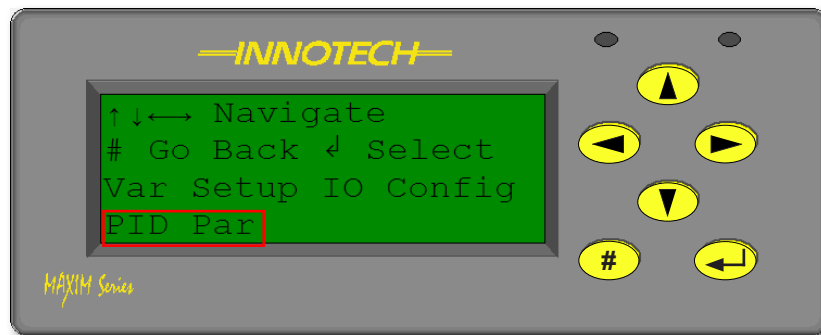 INNOTECH
↑↓←→ Navigate
# Go Back ↲ Select
Var Setup IO Config
PID Par
#
MAXIM Series